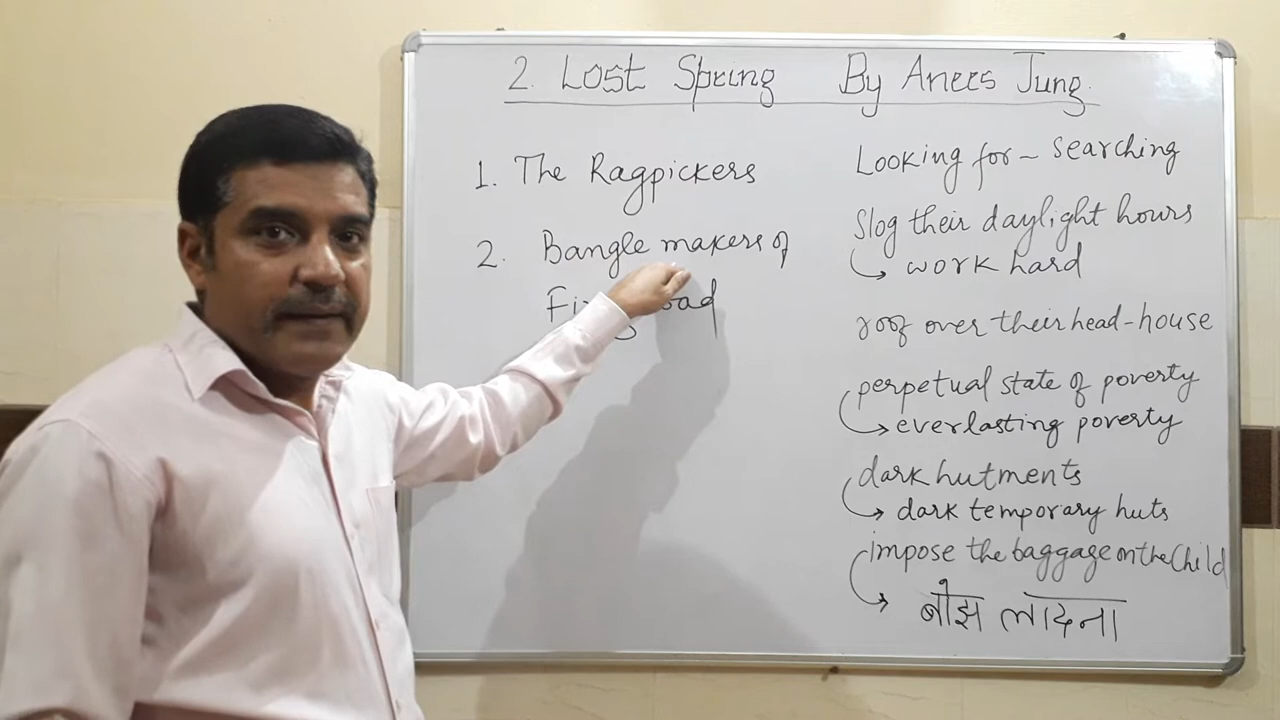 2. Lost Spring By Anees Jung.
1. The Ragpickers
2. Bangle makers of
Looking for - searching
Slog their daylight hours
→ work hard
roof over their head - house
perpetual state of poverty
→ everlasting poverty
dark hutments
→ dark temporary huts
impose the baggage on the child
→ बोझ लादना